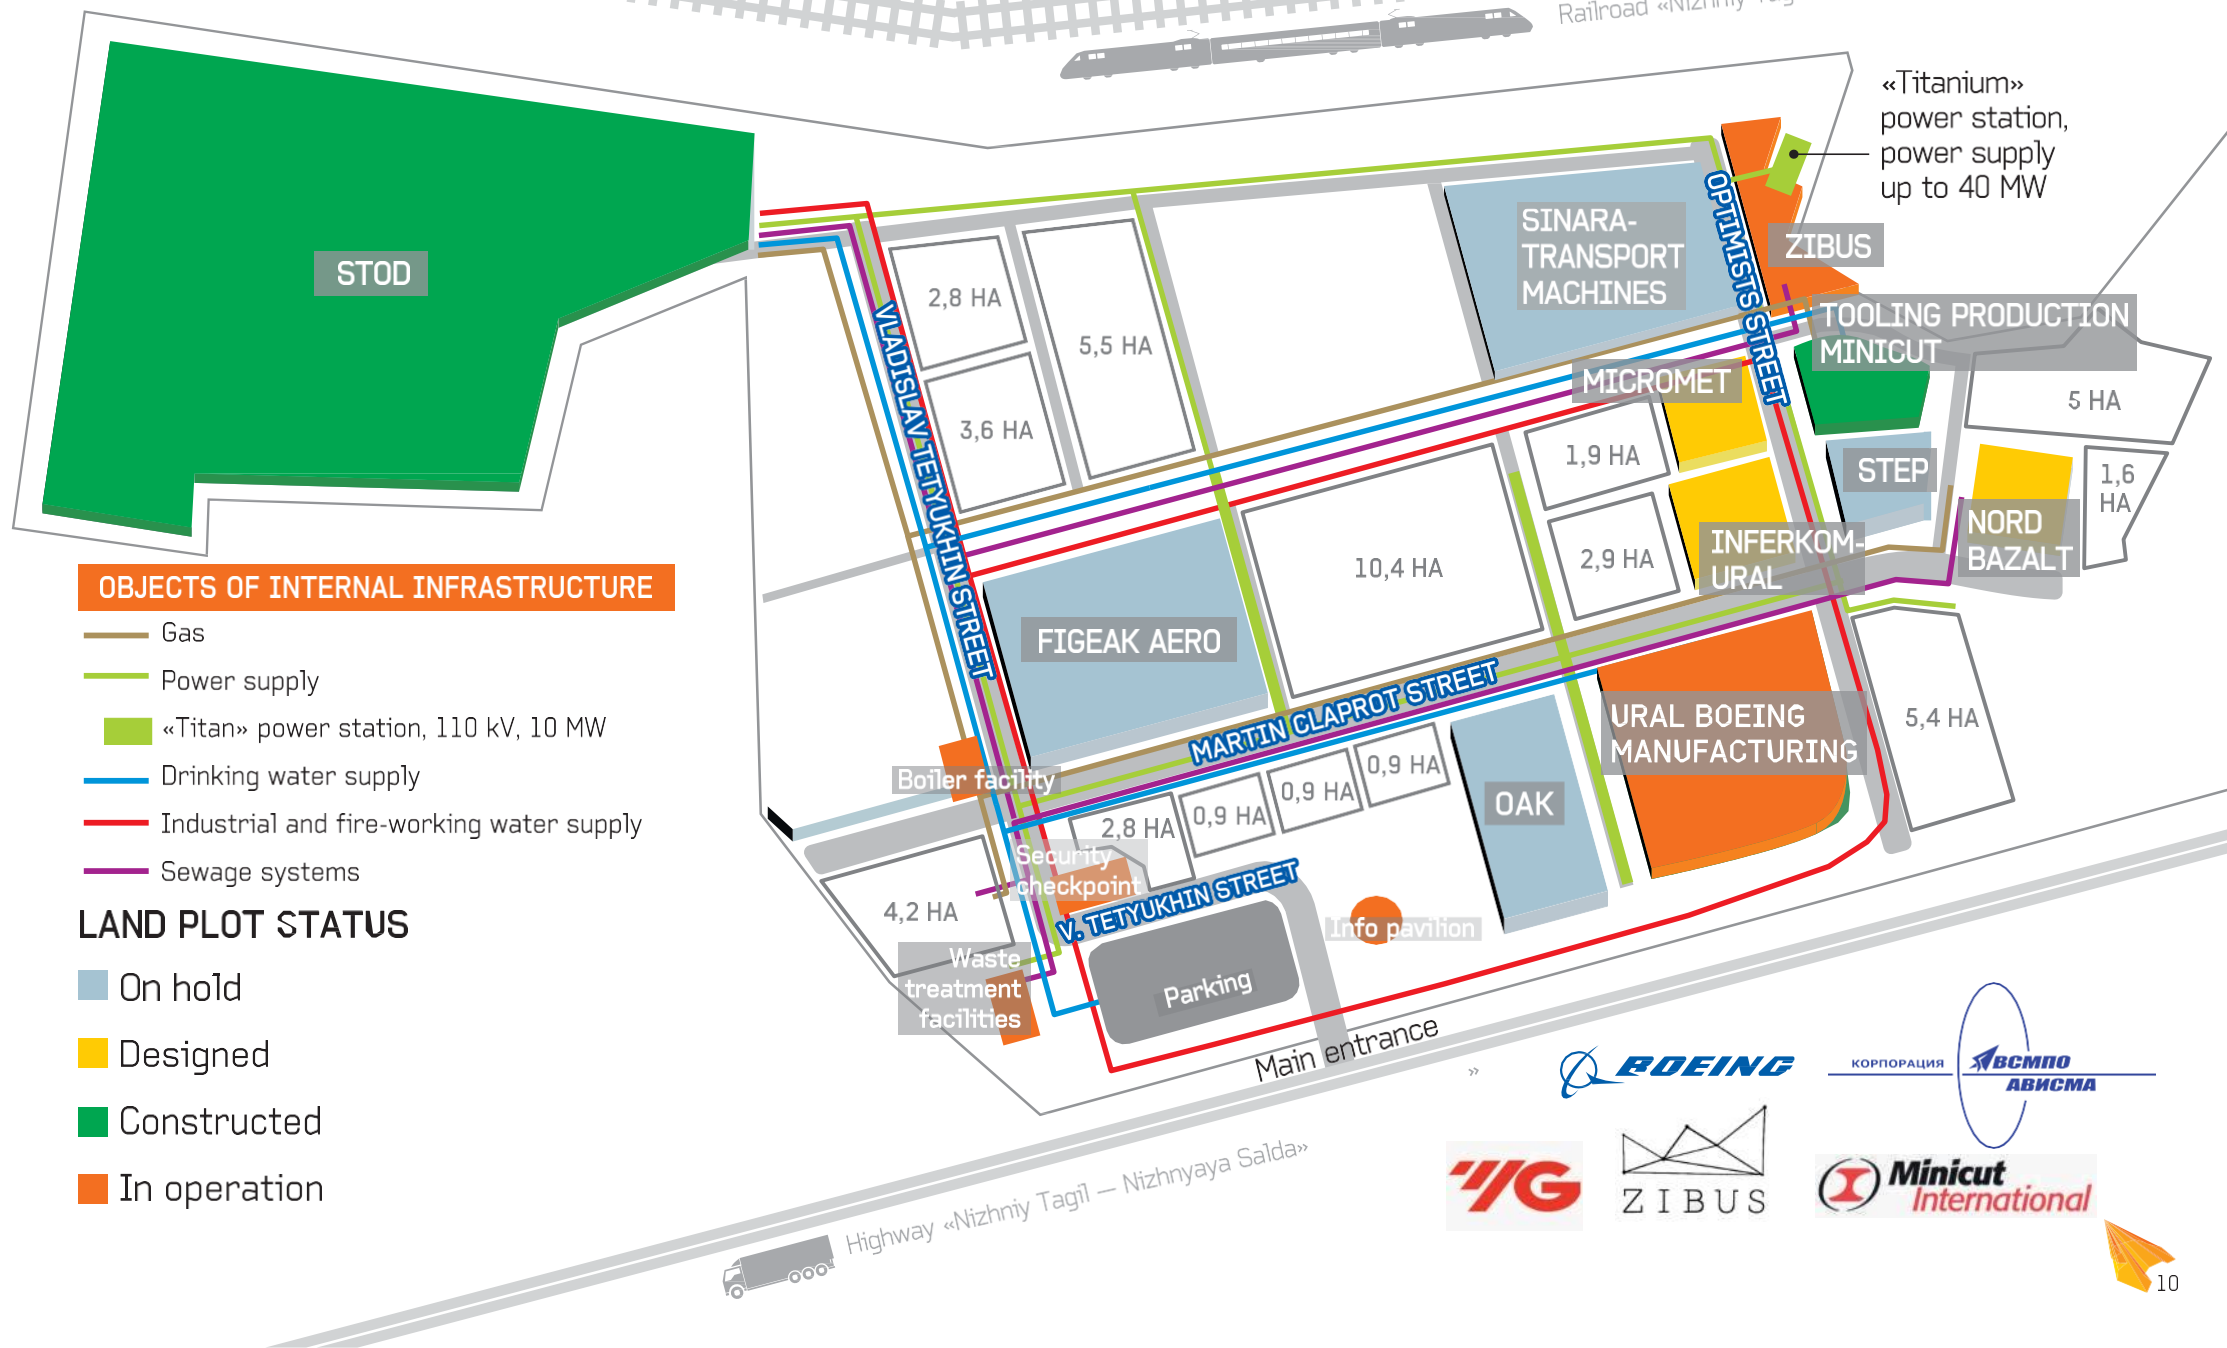 Railroad «Nizhniy Tagi
«Titanium»
power station,
power supply
up to 40 MW
STOD
SINARA-
TRANSPORT
MACHINES
OPTIMISTS STREET
ZIBUS
TOOLING PRODUCTION
MINICUT
2,8 HA
5,5 HA
3,6 HA
VLADISLAV TETYUKHIN STREET
MICROMET
5 HA
1,9 HA
STEP
1,6
HA
NORD
BAZALT
10,4 HA
2,9 HA
INFERKOM-
URAL
FIGEAK AERO
MARTIN CLAPROT STREET
URAL BOEING
MANUFACTURING
5,4 HA
Boiler facility
0,9 HA
0,9 HA
0,9 HA
2,8 HA
OAK
Security
checkpoint
4,2 HA
V. TETYUKHIN STREET
Info pavilion
Waste
treatment
facilities
Parking
Main entrance
»
Highway «Nizhniy Tagil – Nizhnyaya Salda»
OBJECTS OF INTERNAL INFRASTRUCTURE
Gas
Power supply
«Titan» power station, 110 kV, 10 MW
Drinking water supply
Industrial and fire-working water supply
Sewage systems
LAND PLOT STATUS
On hold
Designed
Constructed
In operation
BOEING
КОРПОРАЦИЯ
ВСМПО
АВИСМА
YG
ZIBUS
Minicut
International
10